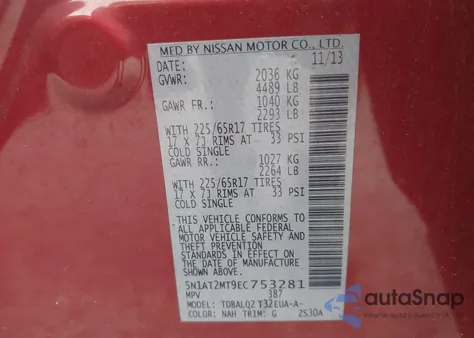 MFD BY NISSAN MOTOR CO., LTD.
DATE: 11/13
GVWR: 2036 KG
4489 LB
GAWR FR.: 1040 KG
2293 LB
WITH 225/65R17 TIRES
17 X 7J RIMS AT 33 PSI
COLD SINGLE
GAWR RR.: 1027 KG
2264 LB
WITH 225/65R17 TIRES
17 X 7J RIMS AT 33 PSI
COLD SINGLE
THIS VEHICLE CONFORMS TO
ALL APPLICABLE FEDERAL
MOTOR VEHICLE SAFETY
AND THEFT PREVENTION
STANDARDS IN EFFECT ON
THE DATE OF MANUFACTURE
SHOWN ABOVE.
5N1AT2MT9EC753281
MPV 387
MODEL: TDBALQZT32EUA-A-
COLOR: NAH TRIM: G ZS30A
autoSnap
Powered by